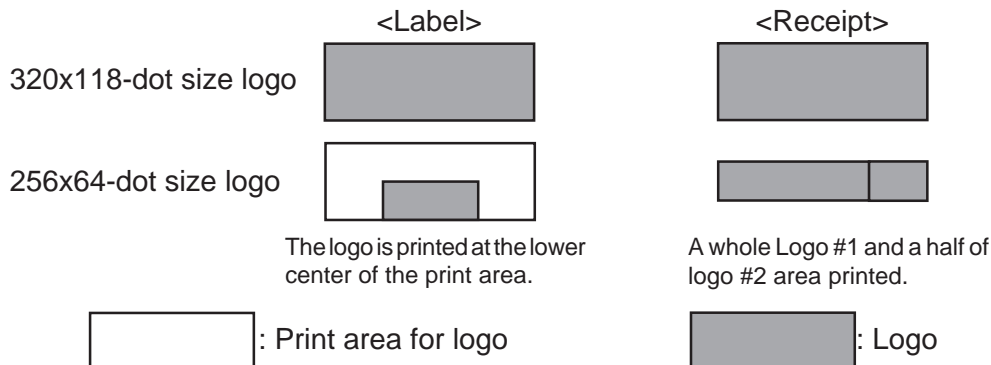 <Label> <Receipt>
320x118-dot size logo
256x64-dot size logo
The logo is printed at the lower
center of the print area.
A whole Logo #1 and a half of
logo #2 area printed.
: Print area for logo
: Logo